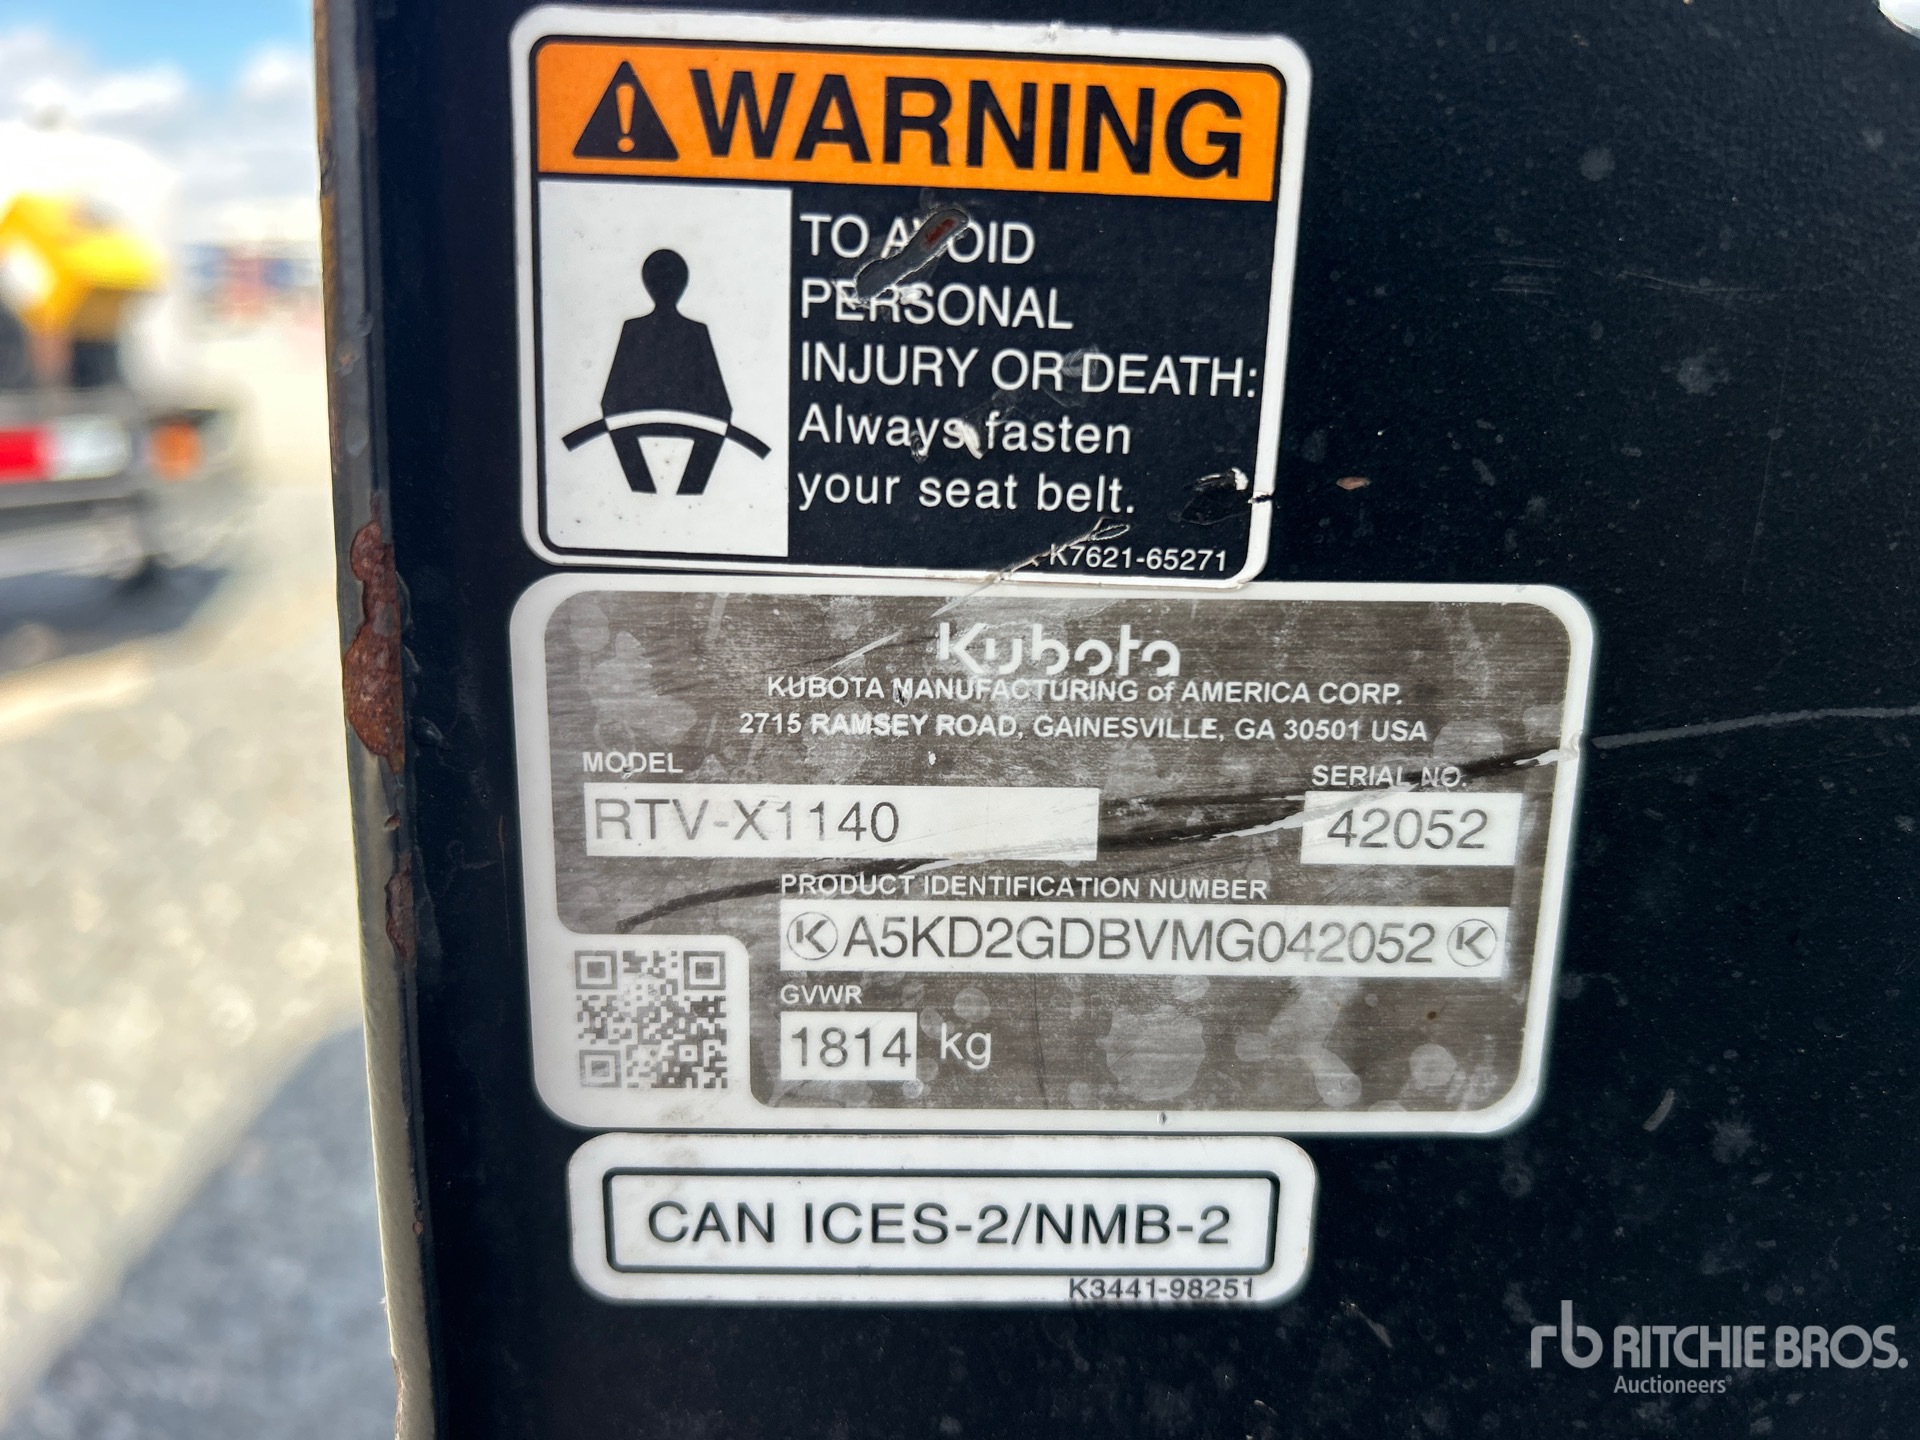 WARNING
TO AVOID
PERSONAL
INJURY OR DEATH:
Always fasten
your seat belt.
K7621-65271
Kubota
KUBOTA MANUFACTURING of AMERICA CORP.
2715 RAMSEY ROAD, GAINESVILLE, GA 30501 USA
MODEL
RTV-X1140
SERIAL NO.
42052
PRODUCT IDENTIFICATION NUMBER
K A5KD2GDBVMG042052 K
GVWR
1814 kg
CAN ICES-2/NMB-2
K3441-98251
rb RITCHIE BROS.
Auctioneers